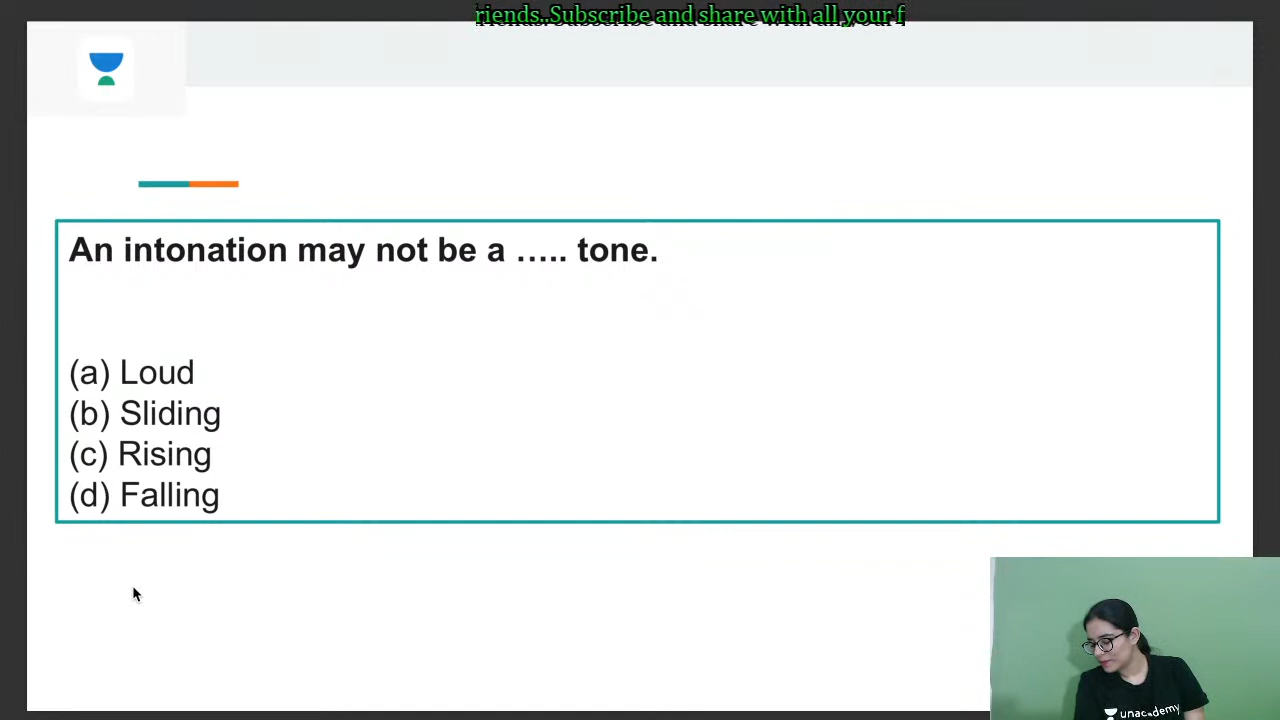 riends..Subscribe and share with all your f
An intonation may not be a ….. tone.
(a) Loud
(b) Sliding
(c) Rising
(d) Falling
unacademy